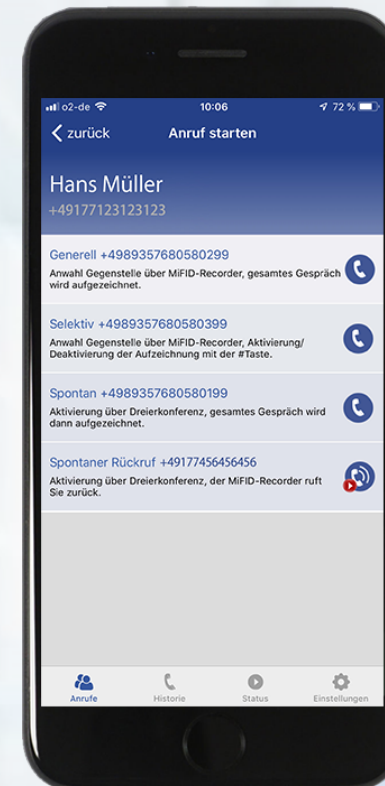 o2-de 10:06 72 %
zurück Anruf starten
Hans Müller
+49177123123123
Generell +4989357680580299
Anwahl Gegenstelle über MiFID-Recorder, gesamtes Gespräch
wird aufgezeichnet.
Selektiv +4989357680580399
Anwahl Gegenstelle über MiFID-Recorder, Aktivierung/
Deaktivierung der Aufzeichnung mit der #Taste.
Spontan +4989357680580199
Aktivierung über Dreierkonferenz, gesamtes Gespräch wird
dann aufgezeichnet.
Spontaner Rückruf +49177456456456
Aktivierung über Dreierkonferenz, der MiFID-Recorder ruft
Sie zurück.
Anrufe Historie Status Einstellungen